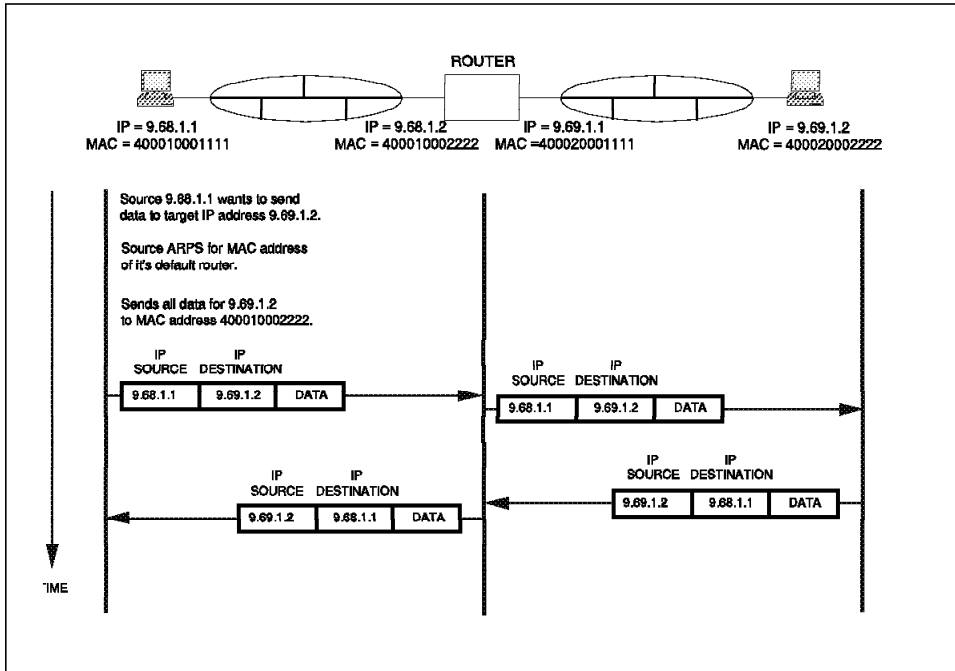 ROUTER
IP = 9.68.1.1
MAC = 400010001111
IP = 9.68.1.2
MAC = 400010002222
IP = 9.69.1.1
MAC =400020001111
IP = 9.69.1.2
MAC = 400020002222
Source 9.68.1.1 wants to send
data to target IP address 9.69.1.2.
Source ARPS for MAC address
of it's default router.
Sends all data for 9.69.1.2
to MAC address 400010002222.
IP IP
SOURCE DESTINATION
9.68.1.1 9.69.1.2 DATA
IP IP
SOURCE DESTINATION
9.68.1.1 9.69.1.2 DATA
IP IP
SOURCE DESTINATION
9.69.1.2 9.68.1.1 DATA
IP IP
SOURCE DESTINATION
9.69.1.2 9.68.1.1 DATA
TIME